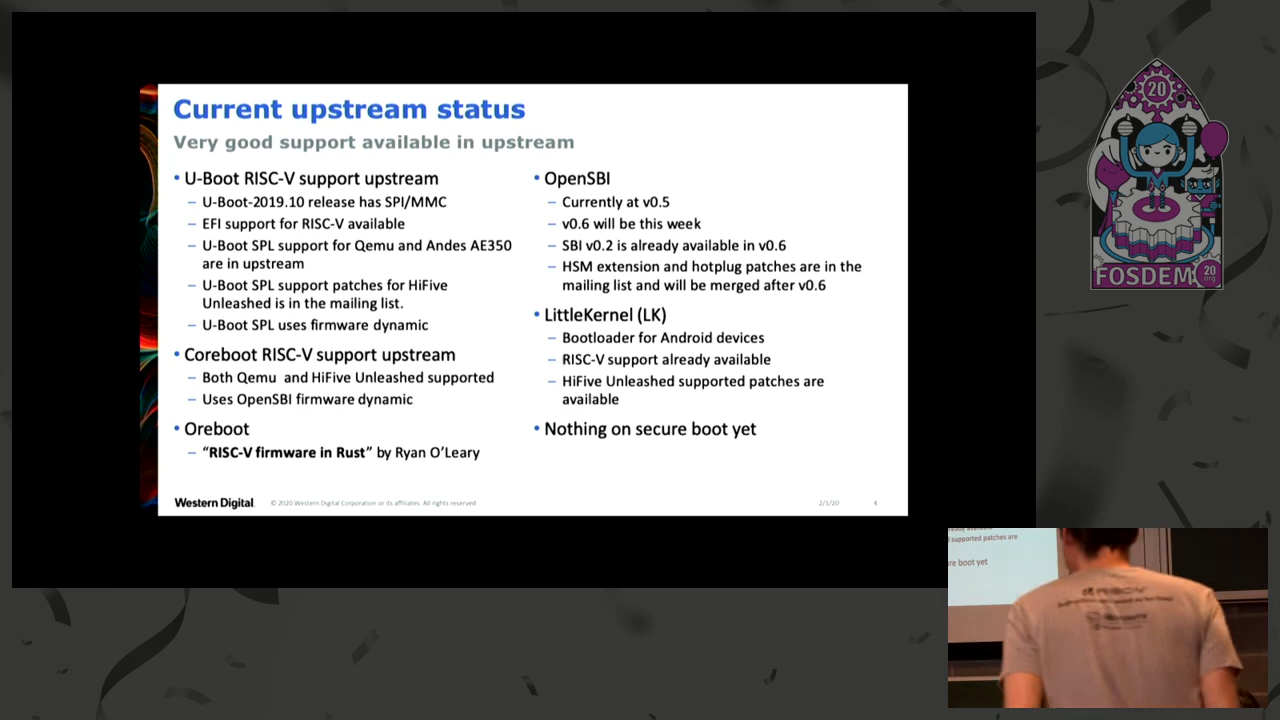 Current upstream status
Very good support available in upstream
• U-Boot RISC-V support upstream
– U-Boot-2019.10 release has SPI/MMC
– EFI support for RISC-V available
– U-Boot SPL support for Qemu and Andes AE350
are in upstream
– U-Boot SPL support patches for HiFive
Unleashed is in the mailing list.
– U-Boot SPL uses firmware dynamic
• Coreboot RISC-V support upstream
– Both Qemu and HiFive Unleashed supported
– Uses OpenSBI firmware dynamic
• Oreboot
– “RISC-V firmware in Rust” by Ryan O’Leary
• OpenSBI
– Currently at v0.5
– v0.6 will be this week
– SBI v0.2 is already available in v0.6
– HSM extension and hotplug patches are in the
mailing list and will be merged after v0.6
• LittleKernel (LK)
– Bootloader for Android devices
– RISC-V support already available
– HiFive Unleashed supported patches are
available
• Nothing on secure boot yet
Western Digital.
© 2020 Western Digital Corporation or its affiliates. All rights reserved
2/1/20
4
20
FOSDEM
20
.org
supported patches are
re boot yet
RISC-V